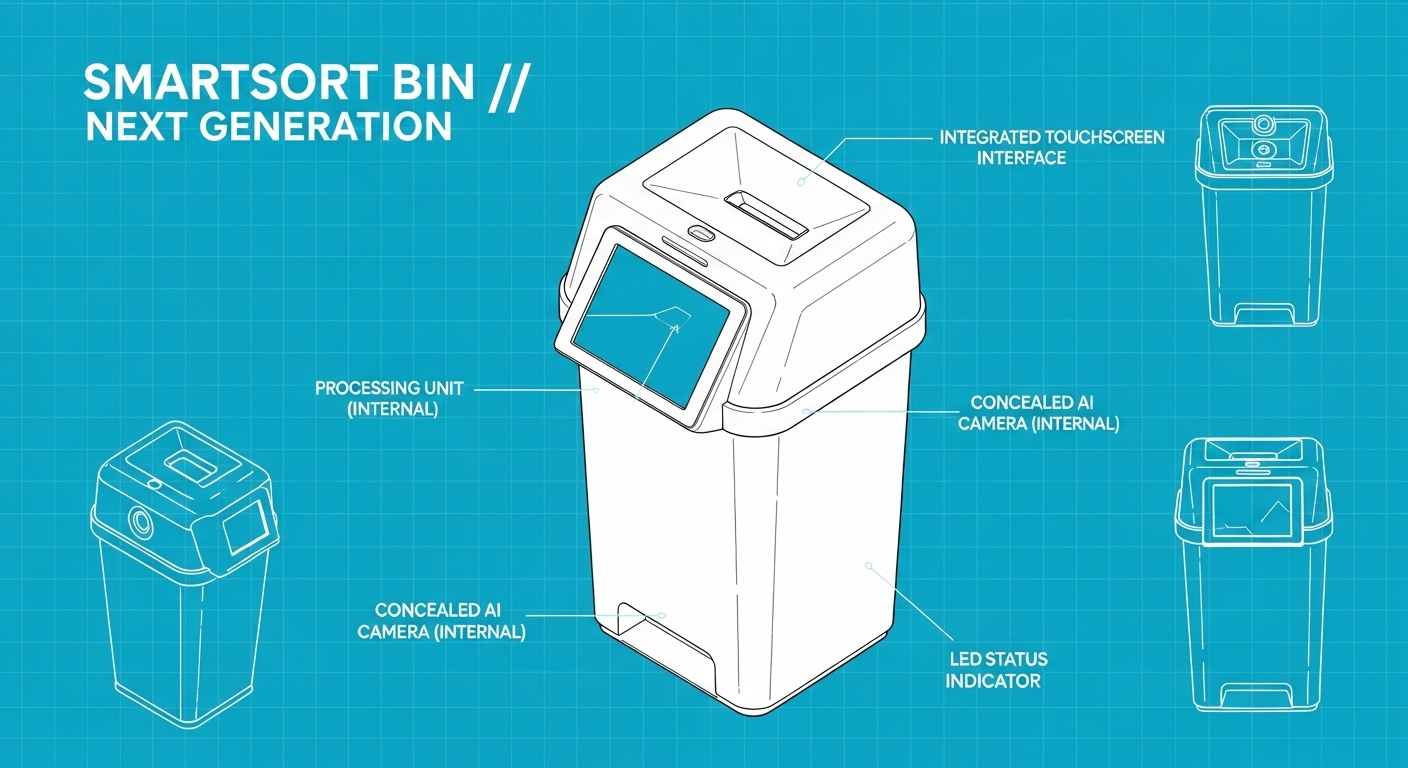 SMARTSORT BIN //
NEXT GENERATION
INTEGRATED TOUCHSCREEN
INTERFACE
PROCESSING UNIT
(INTERNAL)
CONCEALED AI
CAMERA (INTERNAL)
CONCEALED AI
CAMERA (INTERNAL)
LED STATUS
INDICATOR